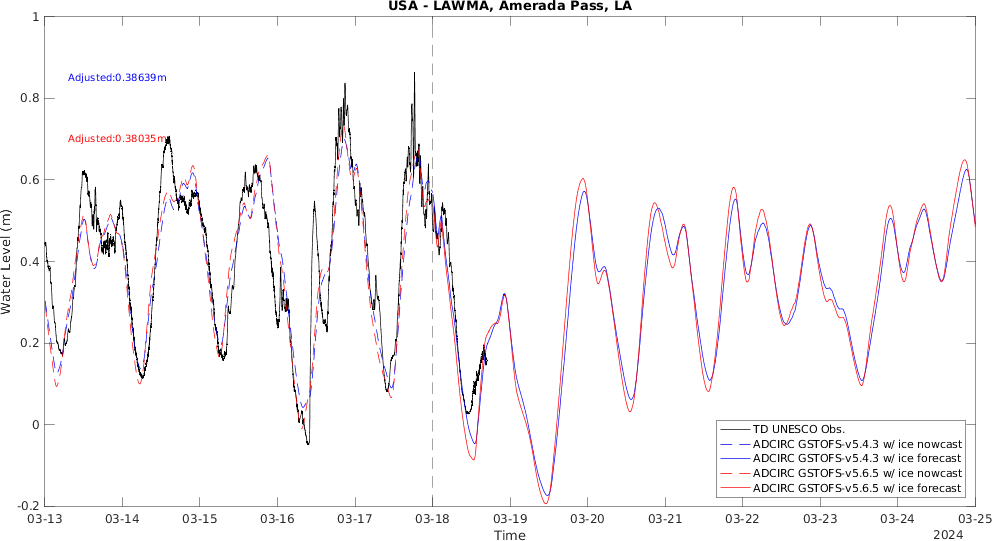 USA - LAWMA, Amerada Pass, LA
1
0.8
0.6
0.4
0.2
0
-0.2
Water Level (m)
Adjusted:0.38639m
Adjusted:0.38035m
TD UNESCO Obs.
ADCIRC GSTOFS-v5.4.3 w/ ice nowcast
ADCIRC GSTOFS-v5.4.3 w/ ice forecast
ADCIRC GSTOFS-v5.6.5 w/ ice nowcast
ADCIRC GSTOFS-v5.6.5 w/ ice forecast
03-13 03-14 03-15 03-16 03-17 03-18 03-19 03-20 03-21 03-22 03-23 03-24 03-25
Time
2024